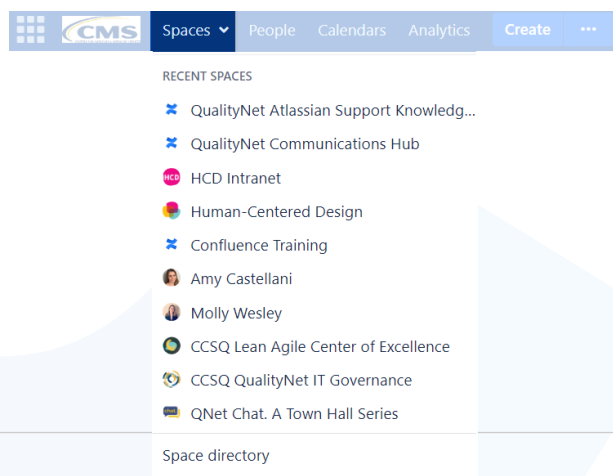 CMS Spaces People Calendars Analytics Create ...
RECENT SPACES
QualityNet Atlassian Support Knowledg...
QualityNet Communications Hub
HCD HCD Intranet
Human-Centered Design
Confluence Training
Amy Castellani
Molly Wesley
CCSQ Lean Agile Center of Excellence
CCSQ QualityNet IT Governance
chat QNet Chat. A Town Hall Series
Space directory